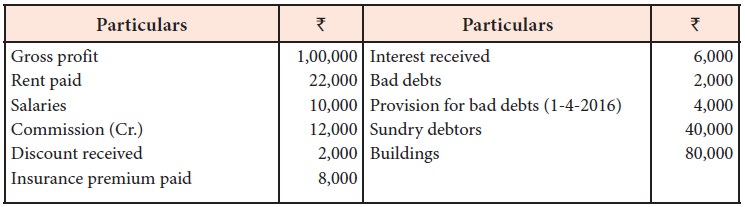 Particulars ₹ Particulars ₹
Gross profit 1,00,000 Interest received 6,000
Rent paid 22,000 Bad debts 2,000
Salaries 10,000 Provision for bad debts (1-4-2016) 4,000
Commission (Cr.) 12,000 Sundry debtors 40,000
Discount received 2,000 Buildings 80,000
Insurance premium paid 8,000